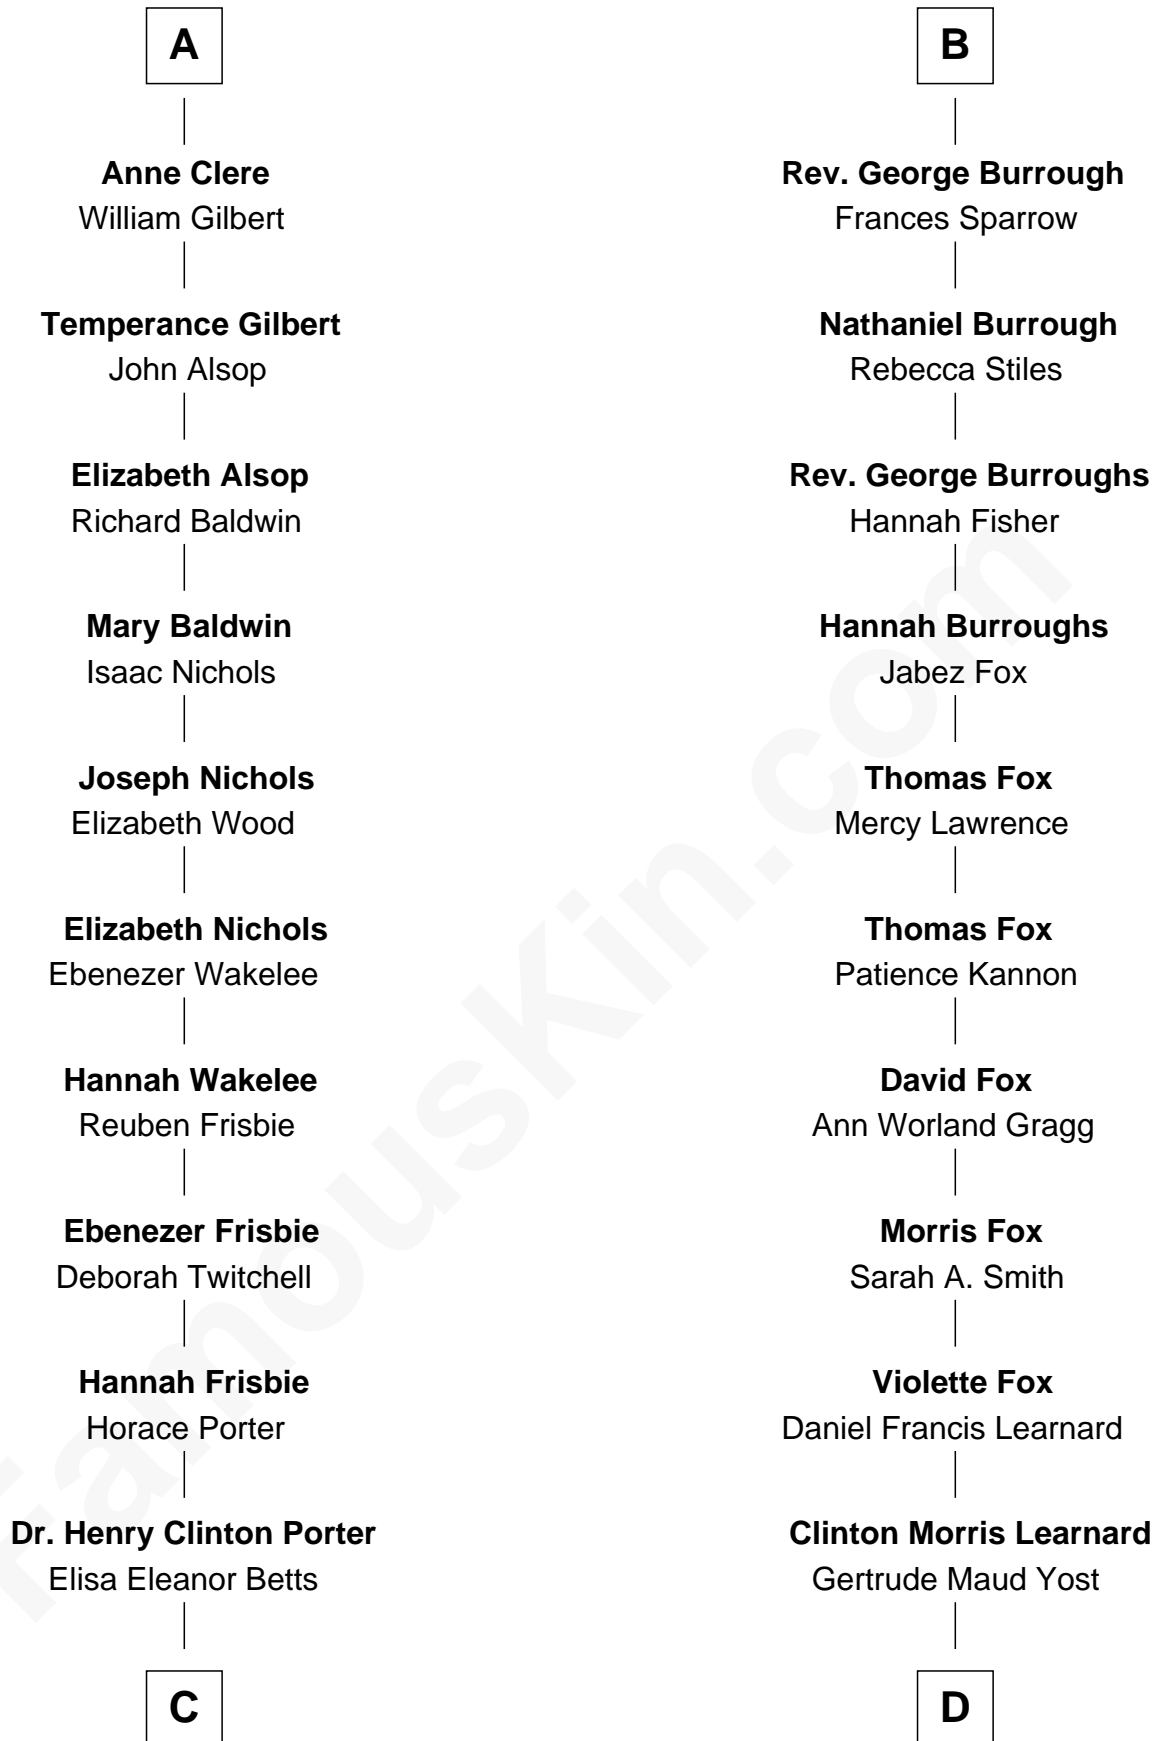 A
Anne Clere
William Gilbert
Temperance Gilbert
John Alsop
Elizabeth Alsop
Richard Baldwin
Mary Baldwin
Isaac Nichols
Joseph Nichols
Elizabeth Wood
Elizabeth Nichols
Ebenezer Wakelee
Hannah Wakelee
Reuben Frisbie
Ebenezer Frisbie
Deborah Twitchell
Hannah Frisbie
Horace Porter
Dr. Henry Clinton Porter
Elisa Eleanor Betts
C
B
Rev. George Burrough
Frances Sparrow
Nathaniel Burrough
Rebecca Stiles
Rev. George Burroughs
Hannah Fisher
Hannah Burroughs
Jabez Fox
Thomas Fox
Mercy Lawrence
Thomas Fox
Patience Kannon
David Fox
Ann Worland Gragg
Morris Fox
Sarah A. Smith
Violette Fox
Daniel Francis Learnard
Clinton Morris Learnard
Gertrude Maud Yost
D
FamousKin.com